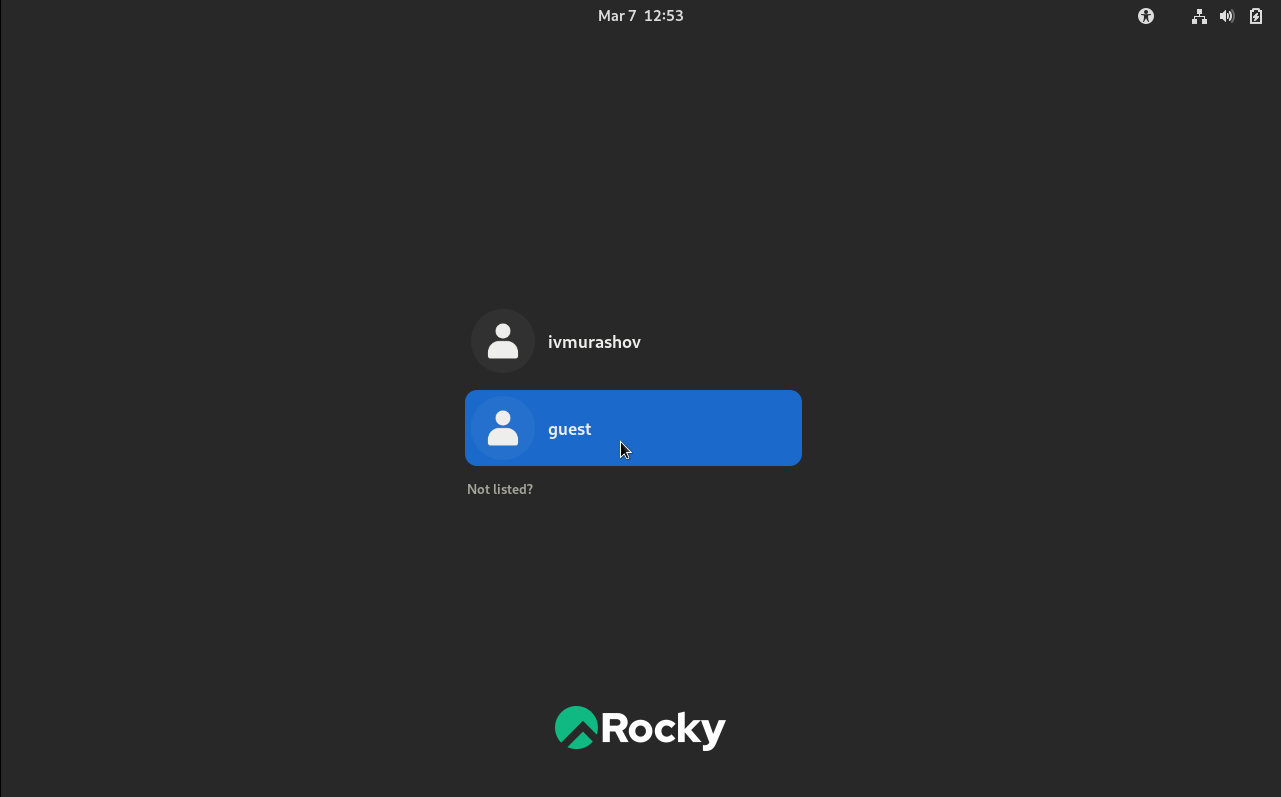 Mar 7 12:53
ivmurashov
guest
Not listed?
Rocky